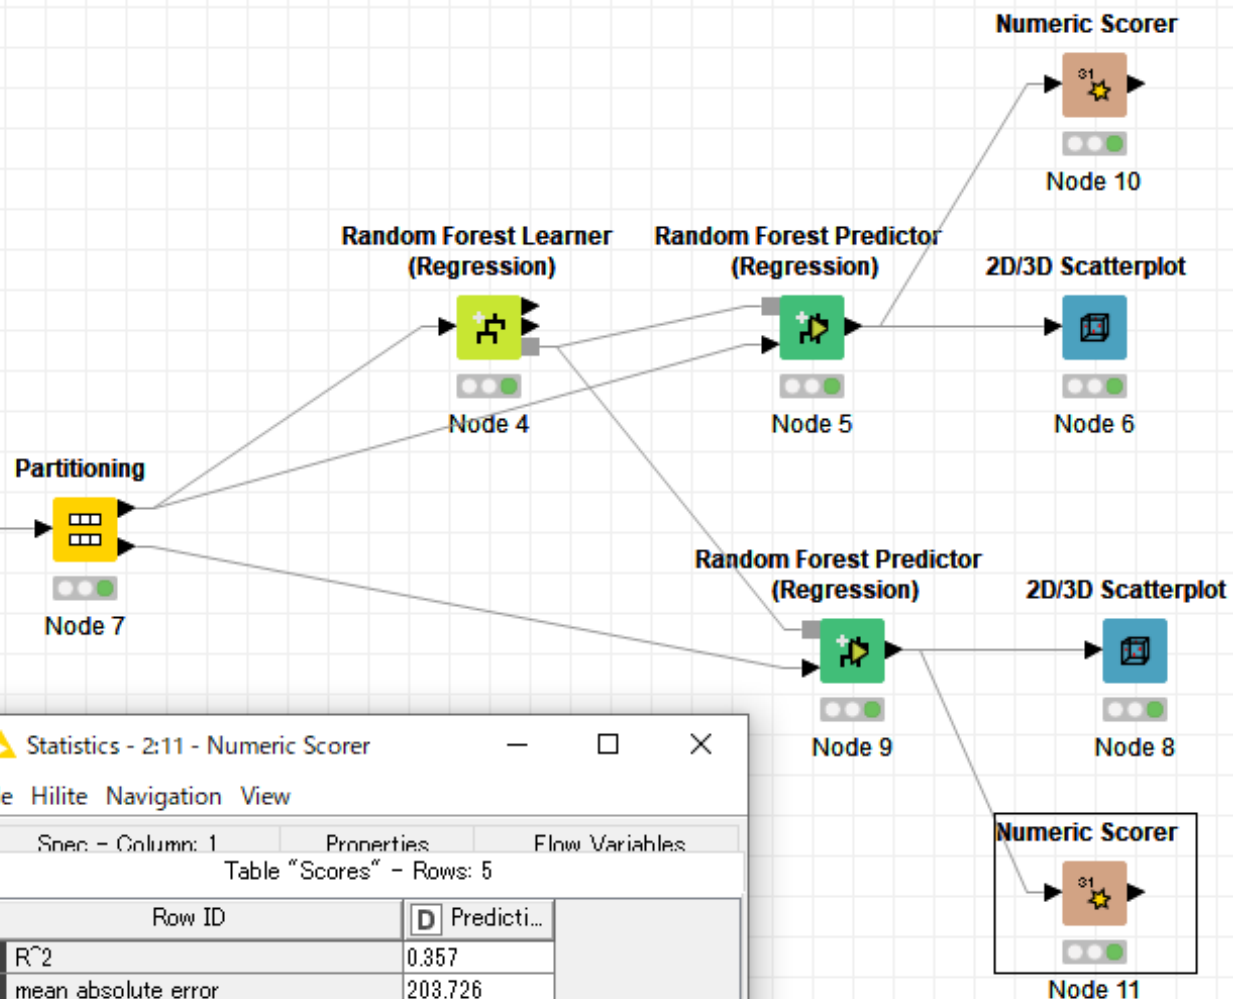 Numeric Scorer
31
Node 10
Random Forest Learner
(Regression)
Random Forest Predictor
(Regression)
2D/3D Scatterplot
Node 4
Node 5
Node 6
Partitioning
Node 7
Random Forest Predictor
(Regression)
2D/3D Scatterplot
Node 9
Node 8
Numeric Scorer
31
Node 11
Statistics - 2:11 - Numeric Scorer
e Hilite Navigation View
Spec - Column: 1 Properties Flow Variables
Table "Scores" - Rows: 5
Row ID D Predicti...
R^2 0.357
mean absolute error 203.726